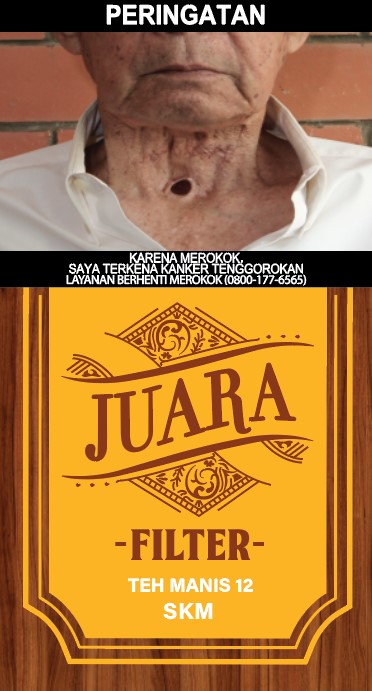 PERINGATAN
KARENA MEROKOK,
SAYA TERKENA KANKER TENGGOROKAN
LAYANAN BERHENTI MEROKOK (0800-177-6565)
JUARA
-FILTER-
TEH MANIS 12
SKM